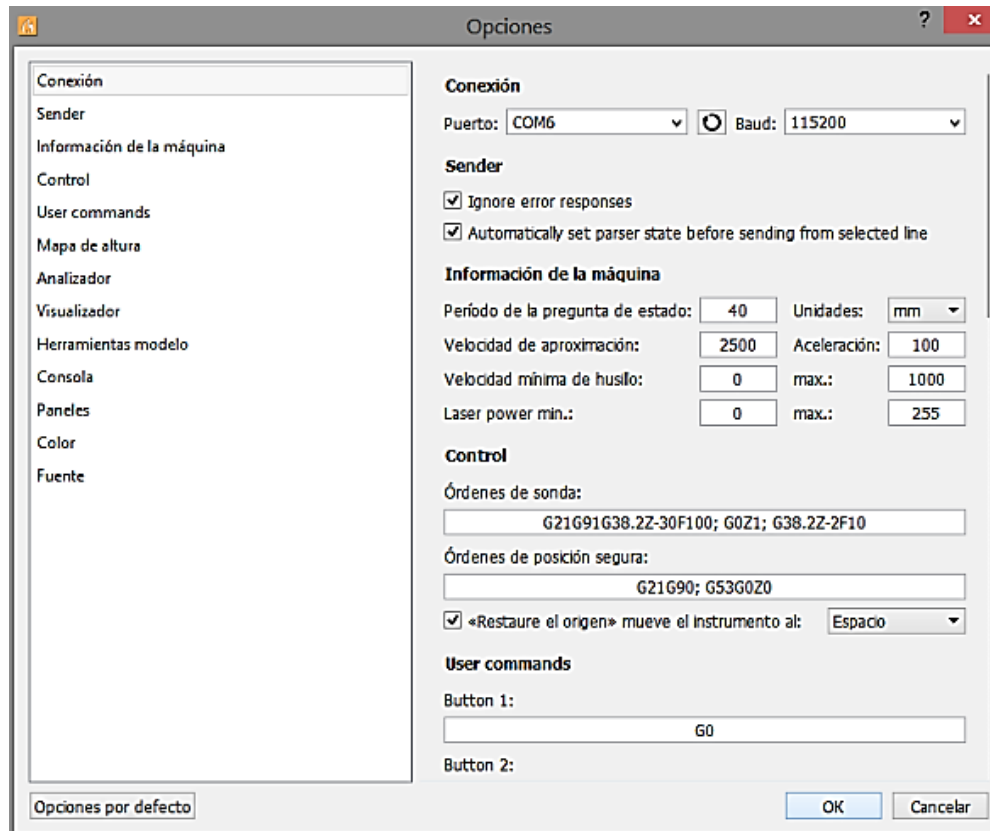 Opciones
?
Conexión
Sender
Información de la máquina
Control
User commands
Mapa de altura
Analizador
Visualizador
Herramientas modelo
Consola
Paneles
Color
Fuente
Conexión
Puerto: COM6 Baud: 115200
Sender
Ignore error responses
Automatically set parser state before sending from selected line
Información de la máquina
Período de la pregunta de estado: 40 Unidades: mm
Velocidad de aproximación: 2500 Aceleración: 100
Velocidad mínima de husillo: 0 max.: 1000
Laser power min.: 0 max.: 255
Control
Órdenes de sonda:
G21G91G38.2Z-30F100; G0Z1; G38.2Z-2F10
Órdenes de posición segura:
G21G90; G53G0Z0
«Restaure el origen» mueve el instrumento al: Espacio
User commands
Button 1:
G0
Button 2:
Opciones por defecto OK Cancelar